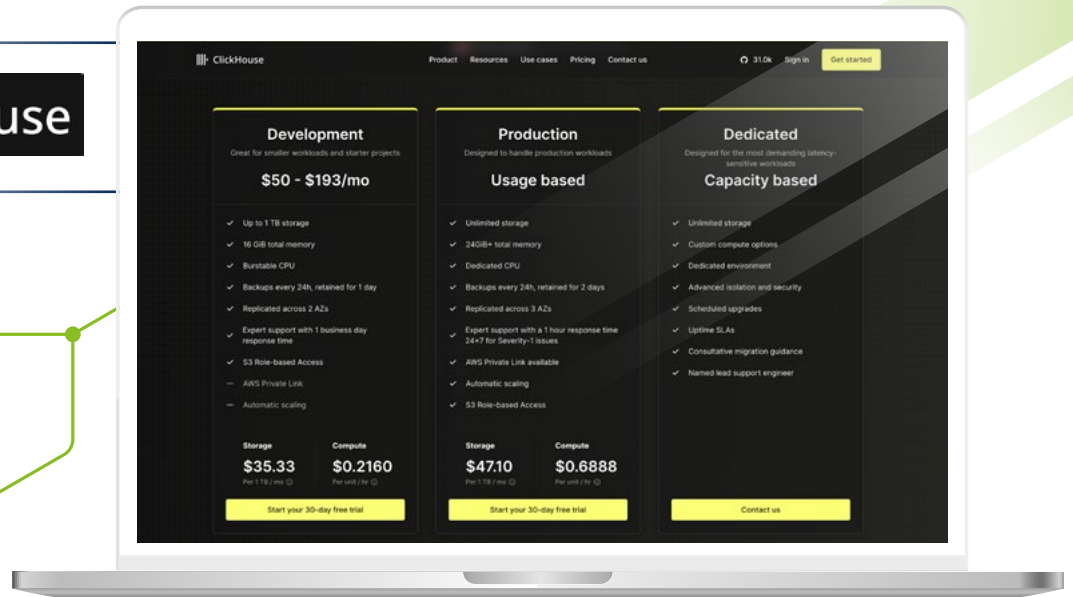 use
ClickHouse
Product Resources Use cases Pricing Contact us
31.0k Sign in Get started
Development
Great for smaller workloads and starter projects
$50 - $193/mo
Up to 1 TB storage
16 GiB total memory
Burstable CPU
Backups every 24h, retained for 1 day
Replicated across 2 AZs
Expert support with 1 business day
response time
S3 Role-based Access
AWS Private Link
Automatic scaling
Storage Compute
$35.33 $0.2160
Per 1 TB / mo Per unit / hr
Start your 30-day free trial
Production
Designed to handle production workloads
Usage based
Unlimited storage
24GiB+ total memory
Dedicated CPU
Backups every 24h, retained for 2 days
Replicated across 3 AZs
Expert support with a 1 hour response time
24×7 for Severity-1 issues
AWS Private Link available
Automatic scaling
S3 Role-based Access
Storage Compute
$47.10 $0.6888
Per 1 TB / mo Per unit / hr
Start your 30-day free trial
Dedicated
Designed for the most demanding latency-
sensitive workloads
Capacity based
Unlimited storage
Custom compute options
Dedicated environment
Advanced isolation and security
Scheduled upgrades
Uptime SLAs
Consultative migration guidance
Named lead support engineer
Contact us